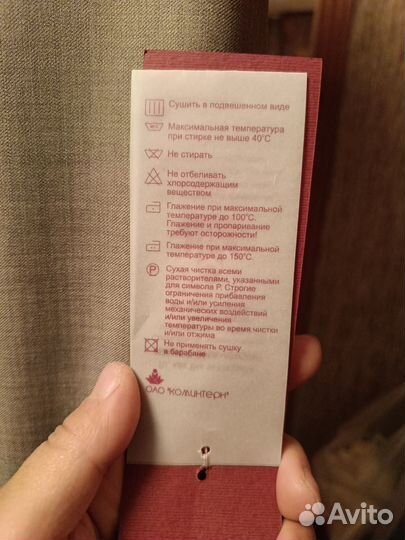 Сушить в подвешенном виде
Максимальная температура
при стирке не выше 40°С
Не стирать
Не отбеливать
хлорсодержащим
веществом
Глажение при максимальной
температуре до 100°С.
Глажение и пропаривание
требуют осторожности!
Глажение при максимальной
температуре до 150°С.
P
Сухая чистка всеми
растворителями, указанными
для символа Р. Строгие
ограничения прибавления
воды и/или усиления
механических воздействий
и/или увеличения
температуры во время чистки
и/или отжима
Не применять сушку
в барабане
ОАО "КОМИНТЕРН"
Avito